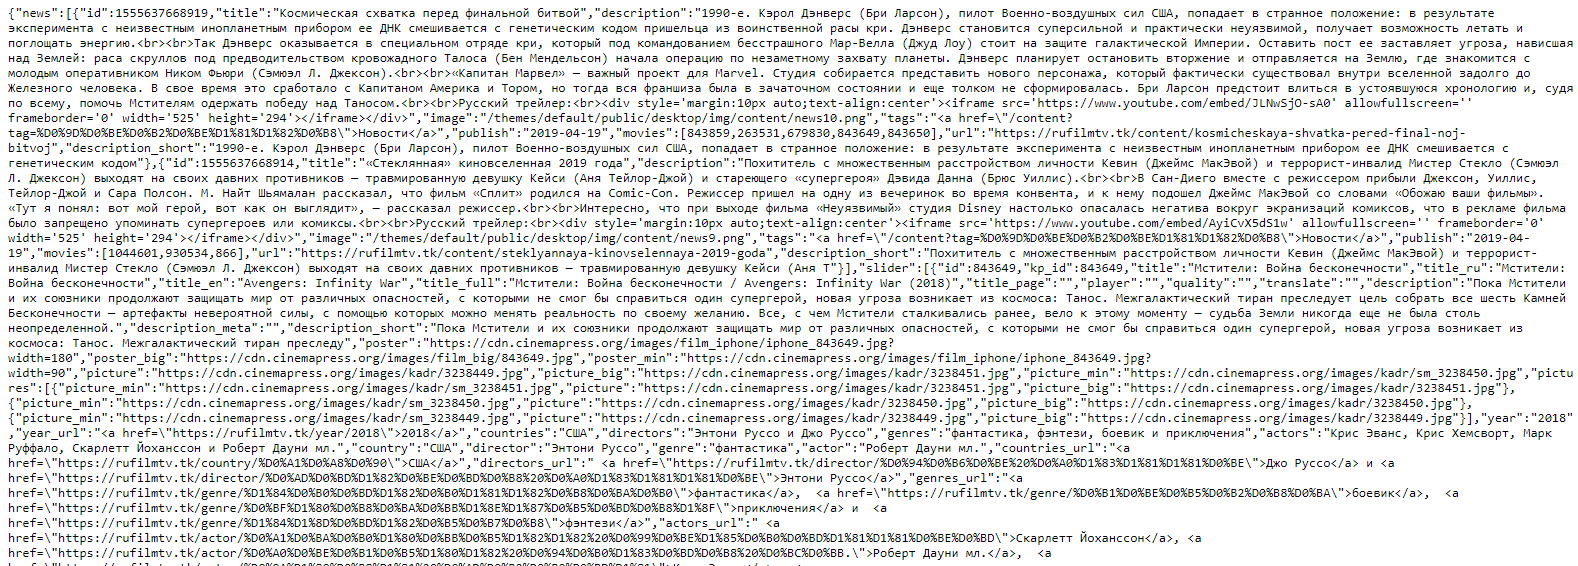 {"news":[{"id":1555637668919,"title":"Космическая схватка перед финальной битвой","description":"1990-е. Кэрол Дэнверс (Бри Ларсон), пилот Военно-воздушных сил США, попадает в странное положение: в результате
эксперимента с неизвестным инопланетным прибором ее ДНК смешивается с генетическим кодом пришельца из воинственной расы кри. Дэнверс становится суперсильной и практически неуязвимой, получает возможность летать и
поглощать энергию.<br><br>Так Дэнверс оказывается в специальном отряде кри, который под командованием бесстрашного Мар-Велла (Джуд Лоу) стоит на защите галактической Империи. Оставить пост ее заставляет угроза, нависшая
над Землей: раса скруллов под предводительством кровожадного Талоса (Бен Мендельсон) начала операцию по незаметному захвату планеты. Дэнверс планирует остановить вторжение и отправляется на Землю, где знакомится с
молодым оперативником Ником Фьюри (Сэмюэл Л. Джексон).<br><br>«Капитан Марвел» — важный проект для Marvel. Студия собирается представить нового персонажа, который фактически существовал внутри вселенной задолго до
Железного человека. В свое время это сработало с Капитаном Америка и Тором, но тогда вся франшиза была в зачаточном состоянии и еще толком не сформировалась. Бри Ларсон предстоит влиться в устоявшуюся хронологию и, судя
по всему, помочь Мстителям одержать победу над Таносом.<br><br>Русский трейлер:<br><div style='margin:10px auto;text-align:center'><iframe src='https://www.youtube.com/embed/JLNwSjO-sA0' allowfullscreen=''
frameborder='0' width='525' height='294'></iframe></div>","image":"/themes/default/public/desktop/img/content/news10.png","tags":"<a href=\"/content?
tag=%D0%9D%D0%BE%D0%B2%D0%BE%D1%81%D1%82%D0%B8\">Новости</a>","publish":"2019-04-19","movies":[843859,263531,679830,843649,843650],"url":"https://rufilmtv.tk/content/kosmicheskaya-shvatka-pered-final-noj-
bitvoj","description_short":"1990-е. Кэрол Дэнверс (Бри Ларсон), пилот Военно-воздушных сил США, попадает в странное положение: в результате эксперимента с неизвестным инопланетным прибором ее ДНК смешивается с
генетическим кодом"},{"id":1555637668914,"title":"«Стеклянная» киновселенная 2019 года","description":"Похититель с множественным расстройством личности Кевин (Джеймс МакЭвой) и террорист-инвалид Мистер Стекло (Сэмюэл
Л. Джексон) выходят на своих давних противников — травмированную девушку Кейси (Аня Тейлор-Джой) и стареющего «супергероя» Дэвида Данна (Брюс Уиллис).<br><br>В Сан-Диего вместе с режиссером прибыли Джексон, Уиллис,
Тейлор-Джой и Сара Полсон. М. Найт Шьямалан рассказал, что фильм «Сплит» родился на Comic-Con. Режиссер пришел на одну из вечеринок во время конвента, и к нему подошел Джеймс МакЭвой со словами «Обожаю ваши фильмы».
«Тут я понял: вот мой герой, вот как он выглядит», — рассказал режиссер.<br><br>Интересно, что при выходе фильма «Неуязвимый» студия Disney настолько опасалась негатива вокруг экранизаций комиксов, что в рекламе фильма
было запрещено упоминать супергероев или комиксы.<br><br>Русский трейлер:<br><div style='margin:10px auto;text-align:center'><iframe src='https://www.youtube.com/embed/AyiCvX5dS1w' allowfullscreen='' frameborder='0'
width='525' height='294'></iframe></div>","image":"/themes/default/public/desktop/img/content/news9.png","tags":"<a href=\"/content?tag=%D0%9D%D0%BE%D0%B2%D0%BE%D1%81%D1%82%D0%B8\">Новости</a>","publish":"2019-04-
19","movies":[1044601,930534,866],"url":"https://rufilmtv.tk/content/steklyannaya-kinovselennaya-2019-goda","description_short":"Похититель с множественным расстройством личности Кевин (Джеймс МакЭвой) и террорист-
инвалид Мистер Стекло (Сэмюэл Л. Джексон) выходят на своих давних противников — травмированную девушку Кейси (Аня Т"}],"slider":[{"id":843649,"kp_id":843649,"title":"Мстители: Война бесконечности","title_ru":"Мстители:
Война бесконечности","title_en":"Avengers: Infinity War","title_full":"Мстители: Война бесконечности / Avengers: Infinity War (2018)","title_page":"","player":"","quality":"","translate":"","description":"Пока Мстители
и их союзники продолжают защищать мир от различных опасностей, с которыми не смог бы справиться один супергерой, новая угроза возникает из космоса: Танос. Межгалактический тиран преследует цель собрать все шесть Камней
Бесконечности — артефакты невероятной силы, с помощью которых можно менять реальность по своему желанию. Все, с чем Мстители сталкивались ранее, вело к этому моменту — судьба Земли никогда еще не была столь
неопределенной.","description_meta":"","description_short":"Пока Мстители и их союзники продолжают защищать мир от различных опасностей, с которыми не смог бы справиться один супергерой, новая угроза возникает из
космоса: Танос. Межгалактический тиран преследу","poster":"https://cdn.cinemapress.org/images/film_iphone/iphone_843649.jpg?
width=180","poster_big":"https://cdn.cinemapress.org/images/film_big/843649.jpg","poster_min":"https://cdn.cinemapress.org/images/film_iphone/iphone_843649.jpg?
width=90","picture":"https://cdn.cinemapress.org/images/kadr/3238451.jpg","picture_big":"https://cdn.cinemapress.org/images/kadr/3238451.jpg","picture_min":"https://cdn.cinemapress.org/images/kadr/sm_3238450.jpg","pictu
res":[{"picture_min":"https://cdn.cinemapress.org/images/kadr/sm_3238451.jpg","picture":"https://cdn.cinemapress.org/images/kadr/3238451.jpg","picture_big":"https://cdn.cinemapress.org/images/kadr/3238451.jpg"},
{"picture_min":"https://cdn.cinemapress.org/images/kadr/sm_3238450.jpg","picture":"https://cdn.cinemapress.org/images/kadr/3238450.jpg","picture_big":"https://cdn.cinemapress.org/images/kadr/3238450.jpg"},
{"picture_min":"https://cdn.cinemapress.org/images/kadr/sm_3238449.jpg","picture":"https://cdn.cinemapress.org/images/kadr/3238449.jpg","picture_big":"https://cdn.cinemapress.org/images/kadr/3238449.jpg"}],"year":"2018"
,"year_url":"<a href=\"https://rufilmtv.tk/year/2018\">2018</a>","countries":"США","directors":"Энтони Руссо и Джо Руссо","genres":"фантастика, фэнтези, боевик и приключения","actors":"Крис Эванс, Крис Хемсворт, Марк
Руффало, Скарлетт Йоханссон и Роберт Дауни мл.","country":"США","director":"Энтони Руссо","genre":"фантастика","actor":"Роберт Дауни мл.","countries_url":"<a
href=\"https://rufilmtv.tk/country/%D0%A1%D0%A8%D0%90\">США</a>","directors_url":" <a href=\"https://rufilmtv.tk/director/%D0%94%D0%B6%D0%BE%20%D0%A0%D1%83%D1%81%D1%81%D0%BE\">Джо Руссо</a> и <a
href=\"https://rufilmtv.tk/director/%D0%AD%D0%BD%D1%82%D0%BE%D0%BD%D0%B8%20%D0%A0%D1%83%D1%81%D1%81%D0%BE\">Энтони Руссо</a>","genres_url":"<a
href=\"https://rufilmtv.tk/genre/%D1%84%D0%B0%D0%BD%D1%82%D0%B0%D1%81%D1%82%D0%B8%D0%BA%D0%B0\">фантастика</a>,  <a href=\"https://rufilmtv.tk/genre/%D0%B1%D0%BE%D0%B5%D0%B2%D0%B8%D0%BA\">боевик</a>,  <a
href=\"https://rufilmtv.tk/genre/%D0%BF%D1%80%D0%B8%D0%BA%D0%BB%D1%8E%D1%87%D0%B5%D0%BD%D0%B8%D1%8F\">приключения</a> и  <a
href=\"https://rufilmtv.tk/genre/%D1%84%D1%8D%D0%BD%D1%82%D0%B5%D0%B7%D0%B8\">фэнтези</a>","actors_url":" <a
href=\"https://rufilmtv.tk/actor/%D0%A1%D0%BA%D0%B0%D1%80%D0%BB%D0%B5%D1%82%D1%82%20%D0%99%D0%BE%D1%85%D0%B0%D0%BD%D1%81%D1%81%D0%BE%D0%BD\">Скарлетт Йоханссон</a>, <a
href=\"https://rufilmtv.tk/actor/%D0%A0%D0%BE%D0%B1%D0%B5%D1%80%D1%82%20%D0%94%D0%B0%D1%83%D0%BD%D0%B8%20%D0%BC%D0%BB.\">Роберт Дауни мл.</a>,  <a